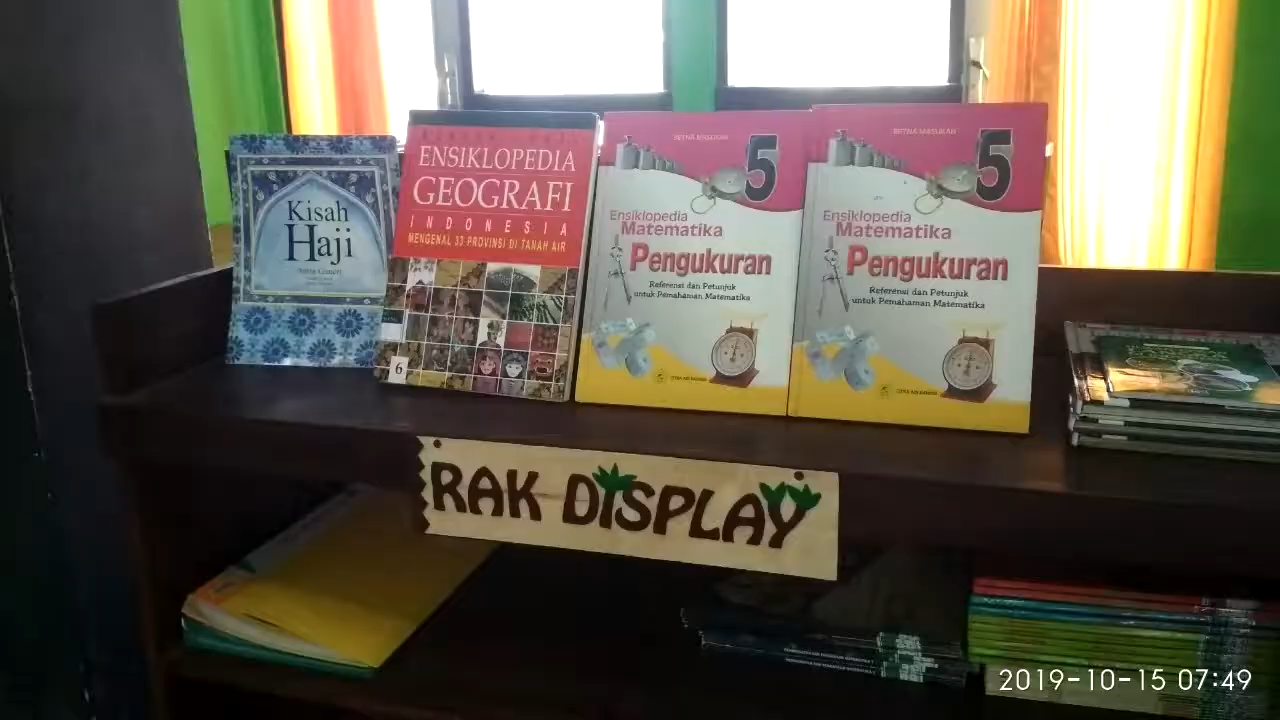 Kisah
Haji
ENSIKLOPEDIA
GEOGRAFI
INDONESIA
MENGENAL 33 PROVINSI DI TANAH AIR
6
5
Ensiklopedia
Matematika
Pengukuran
Referensi dan Petunjuk
untuk Pemahaman Matematika
RETNA MASURAH
5
Ensiklopedia
Matematika
Pengukuran
Referensi dan Petunjuk
untuk Pemahaman Matematika
RAK DISPLAY
2019-10-15 07:49